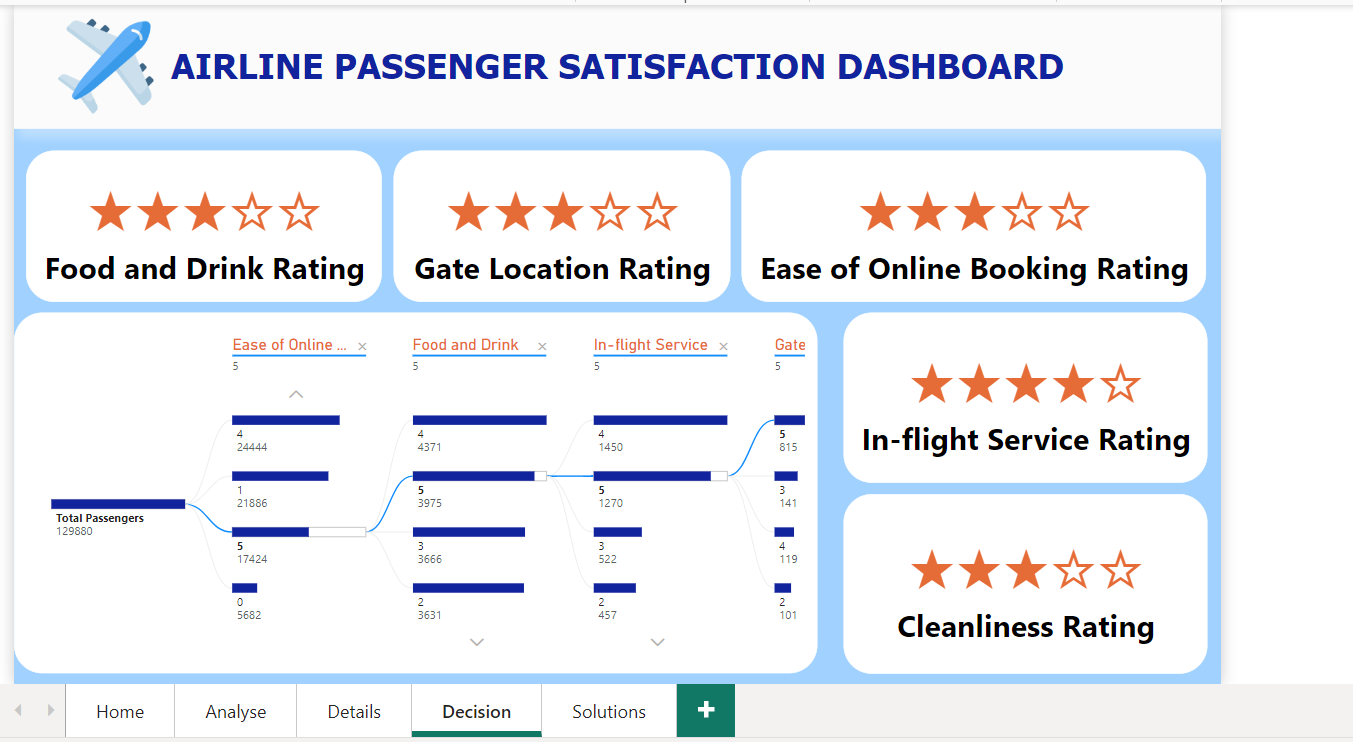 AIRLINE PASSENGER SATISFACTION DASHBOARD
Food and Drink Rating
Gate Location Rating
Ease of Online Booking Rating
Ease of Online ... × Food and Drink × In-flight Service × Gate
5 5 5 5
4 4 4 5
24444 4371 1450 815
1 5 5 3
21886 3975 1270 141
Total Passengers
129880
5 3 3 4
17424 3666 522 119
0 2 2 2
5682 3631 457 101
In-flight Service Rating
Cleanliness Rating
Home Analyse Details Decision Solutions +